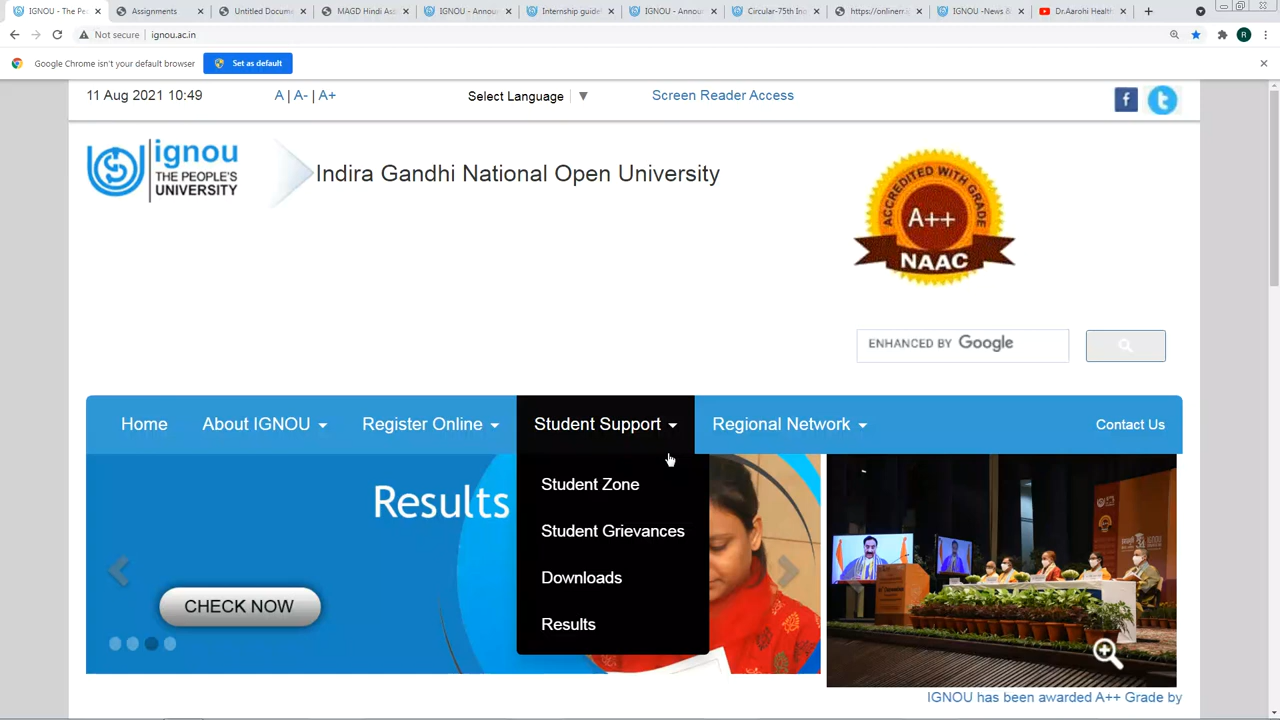 IGNOU - The Pe
Assignments
Untitled Docume
MAGD Hindi Ass
IGNOU - Annou
Internship guidel
IGNOU - Annou
Circular-75th Ind
https://onlinerr.ig
IGNOU -News &
Dr.Aarohi Health
Not secure
ignou.ac.in
R
Google Chrome isn't your default browser
Set as default
11 Aug 2021 10:49
A | A- | A+
Select Language
Screen Reader Access
ignou
THE PEOPLE'S
UNIVERSITY
Indira Gandhi National Open University
ACCREDITED WITH GRADE
A++
NAAC
ENHANCED BY Google
Home
About IGNOU
Register Online
Student Support
Regional Network
Contact Us
Student Zone
Student Grievances
Downloads
Results
Results
CHECK NOW
IGNOU has been awarded A++ Grade by